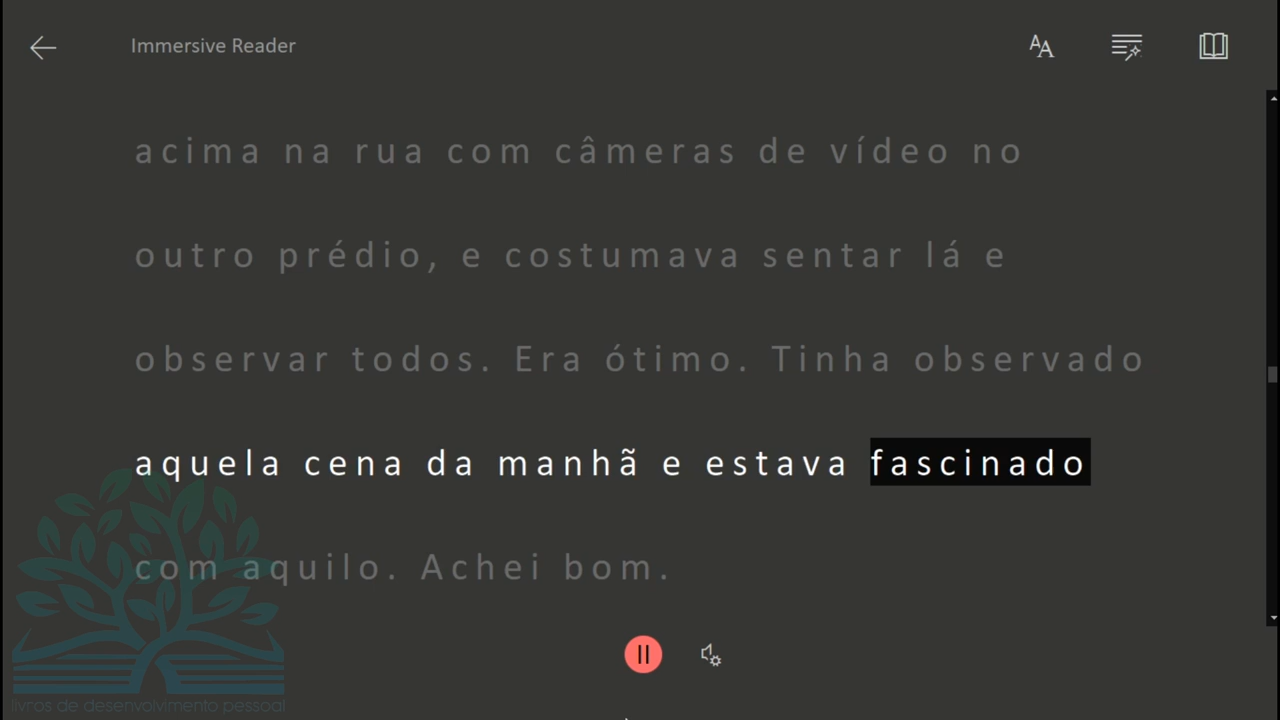 Immersive Reader
acima na rua com câmeras de vídeo no
outro prédio, e costumava sentar lá e
observar todos. Era ótimo. Tinha observado
aquela cena da manhã e estava fascinado
com aquilo. Achei bom.
livros de desenvolvimento pessoal